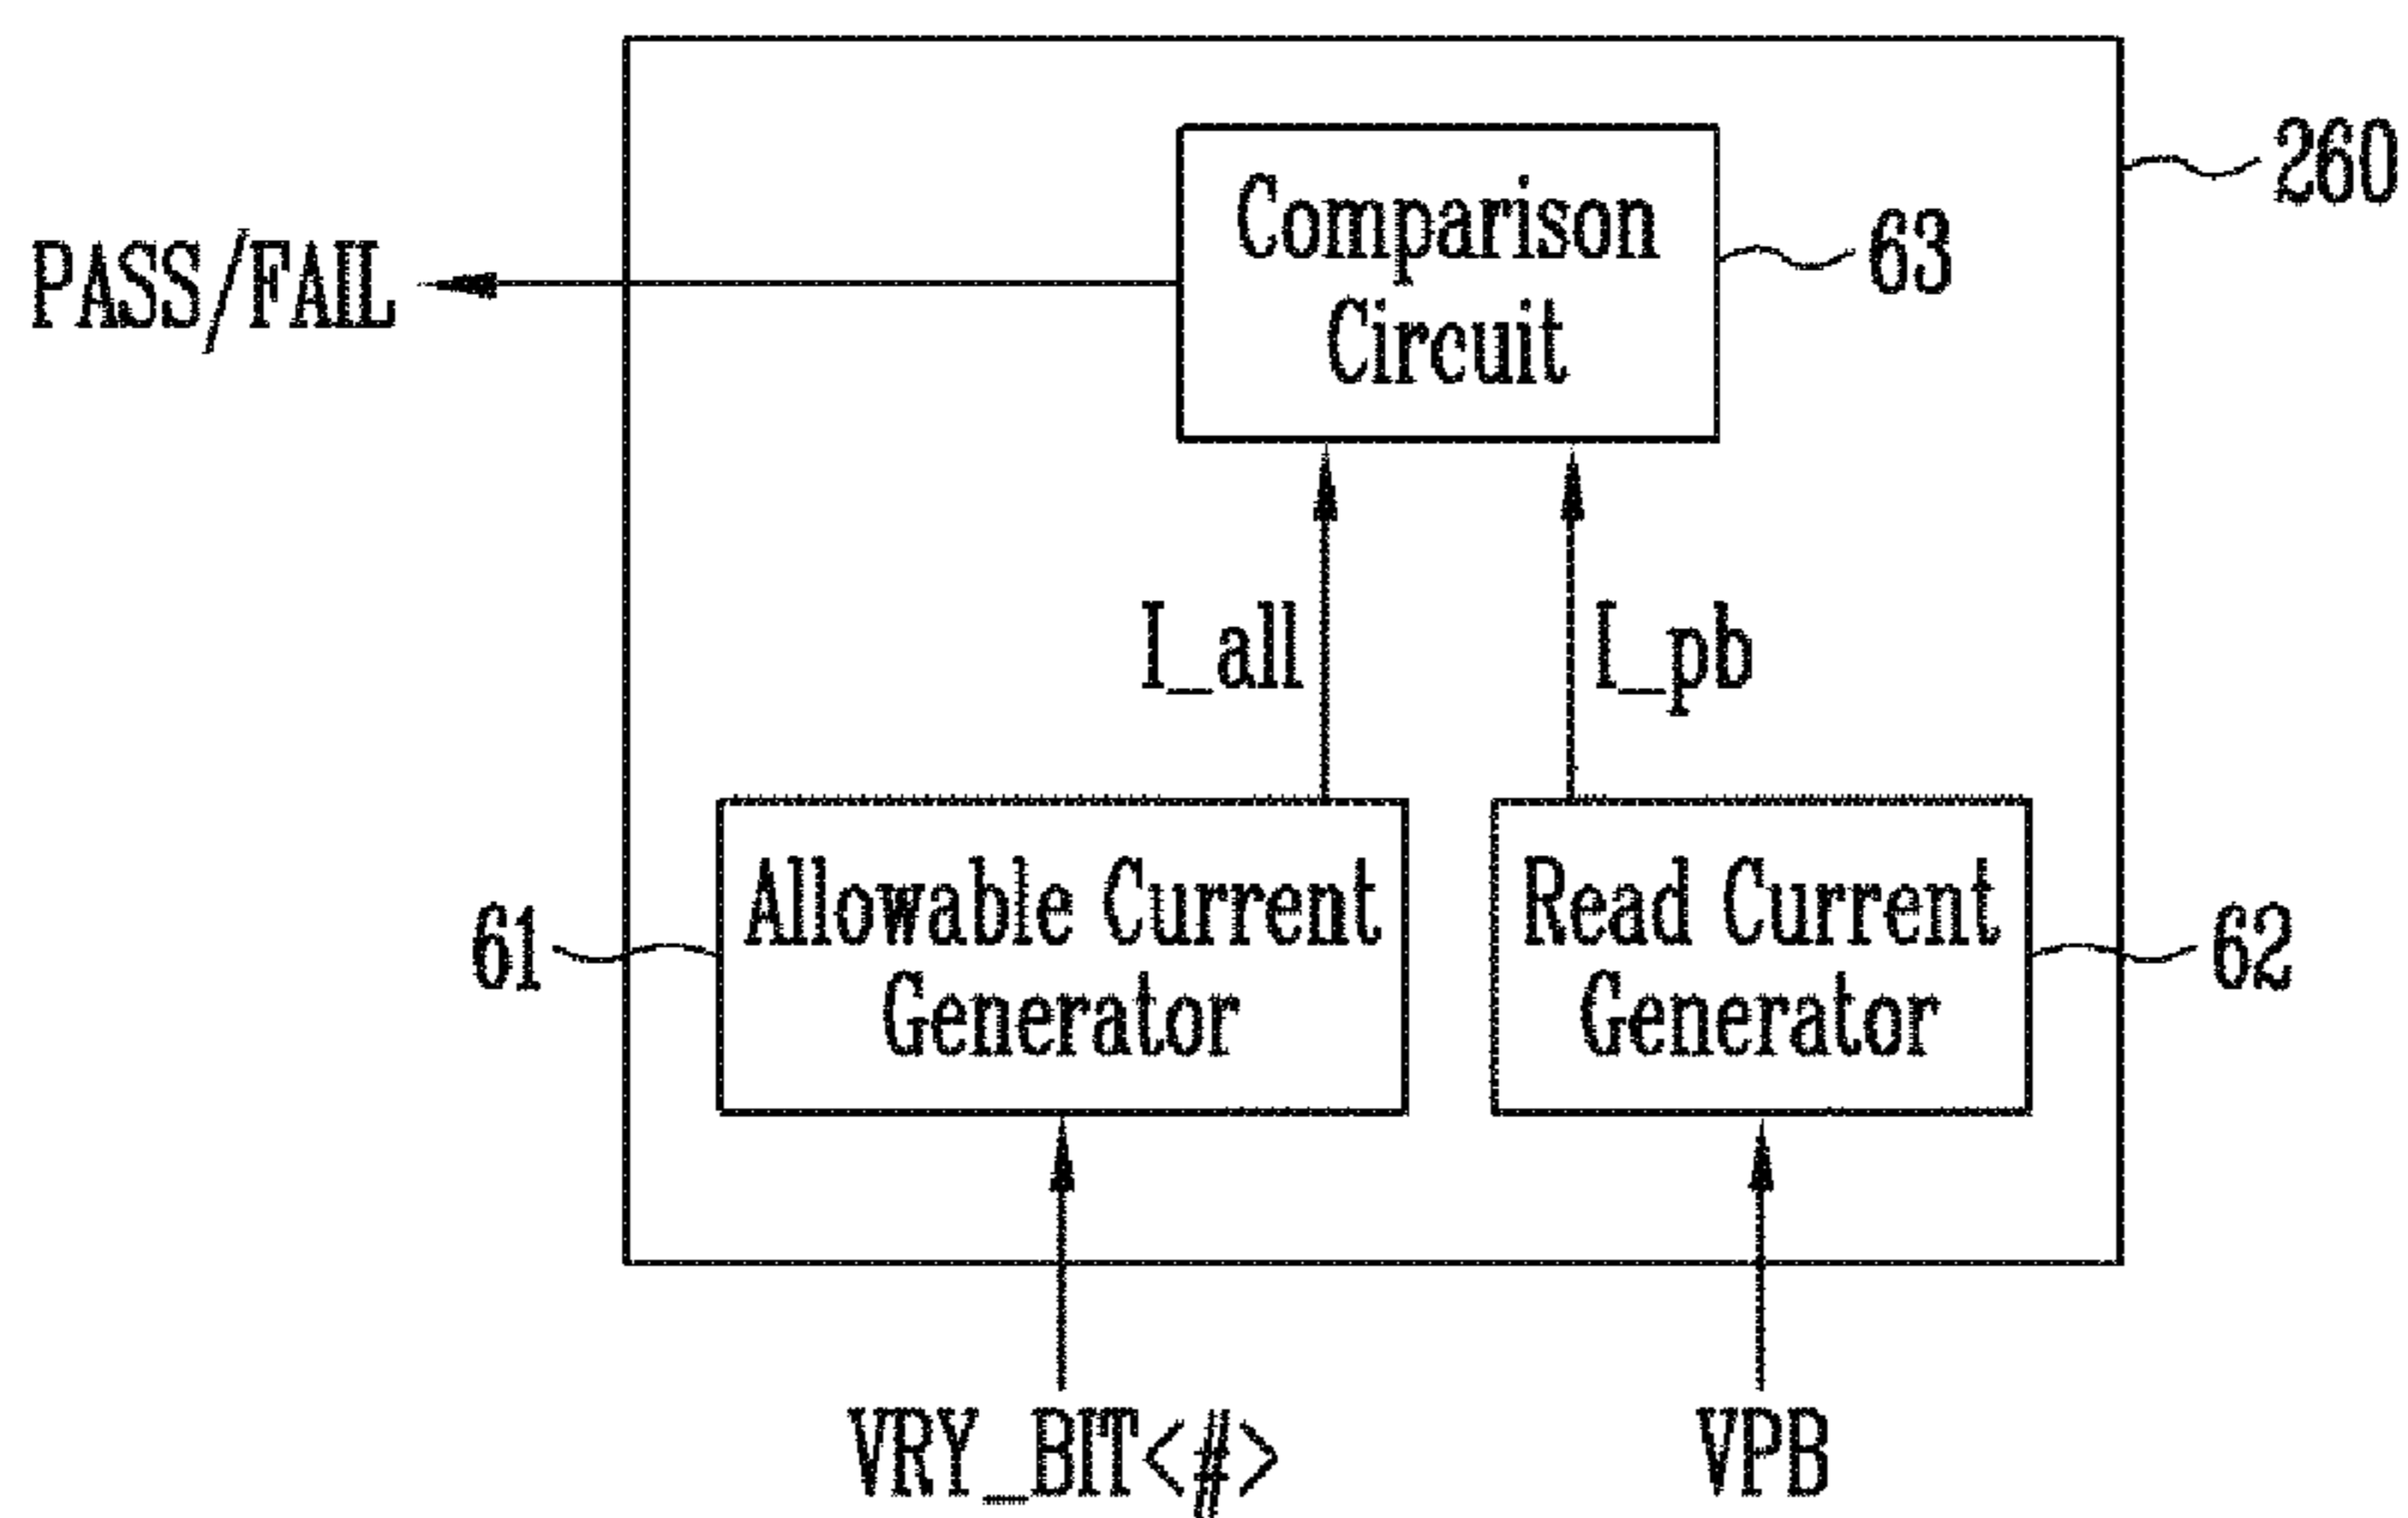 260
Comparison
Circuit
63
PASS/FAIL
I_all
I_pb
61
Allowable Current
Generator
Read Current
Generator
62
VRY_BIT<#>
VPB